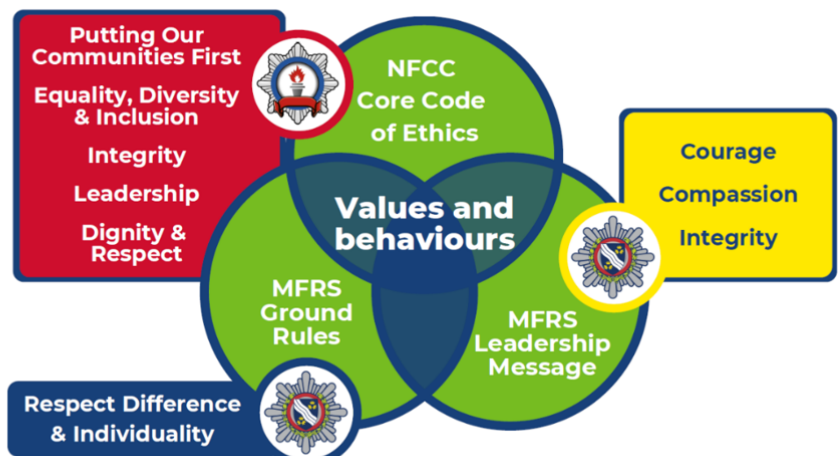 Putting Our
Communities First
Equality, Diversity
& Inclusion
Integrity
Leadership
Dignity &
Respect
NFCC
Core Code
of Ethics
Courage
Compassion
Integrity
Values and
behaviours
MFRS
Ground
Rules
MFRS
Leadership
Message
Respect Difference
& Individuality